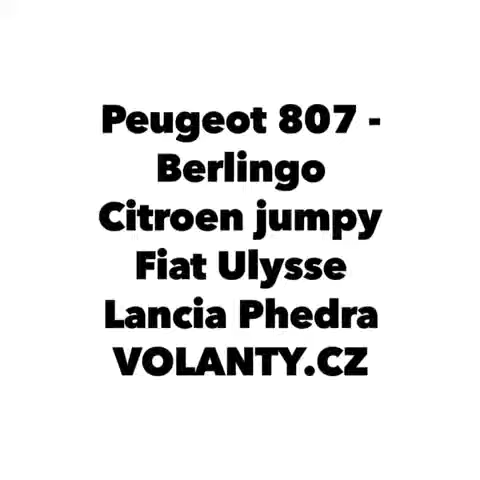 Peugeot 807 -
Berlingo
Citroen jumpy
Fiat Ulysse
Lancia Phedra
VOLANTY.CZ